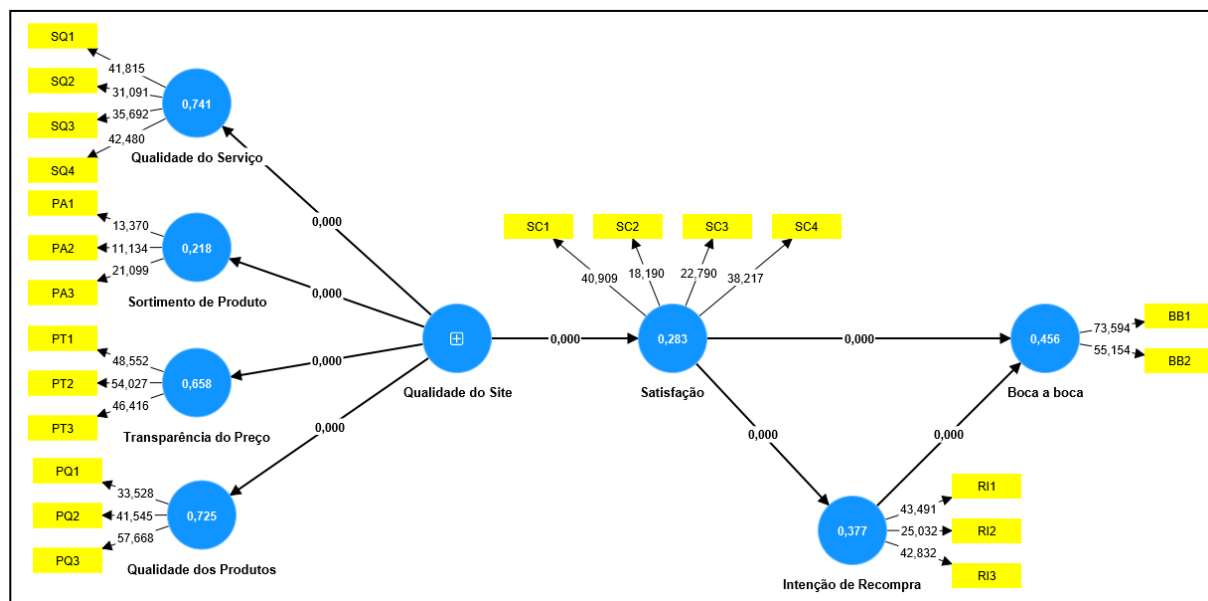 SQ1
41,815
SQ2
31,091
SQ3
35,692
SQ4
42,480
0,741
Qualidade do Serviço
PA1
13,370
PA2
11,134
PA3
21,099
0,218
Sortimento de Produto
PT1
48,552
PT2
54,027
PT3
46,416
0,658
Transparência do Preço
PQ1
33,528
PQ2
41,545
PQ3
57,668
0,725
Qualidade dos Produtos
0,000
0,000
0,000
0,000
Qualidade do Site
0,000
SC1
SC2
SC3
SC4
40,909
18,190
22,790
38,217
0,283
Satisfação
0,000
0,000
0,000
0,456
Boca a boca
73,594
BB1
55,154
BB2
0,377
Intenção de Recompra
43,491
RI1
25,032
RI2
42,832
RI3